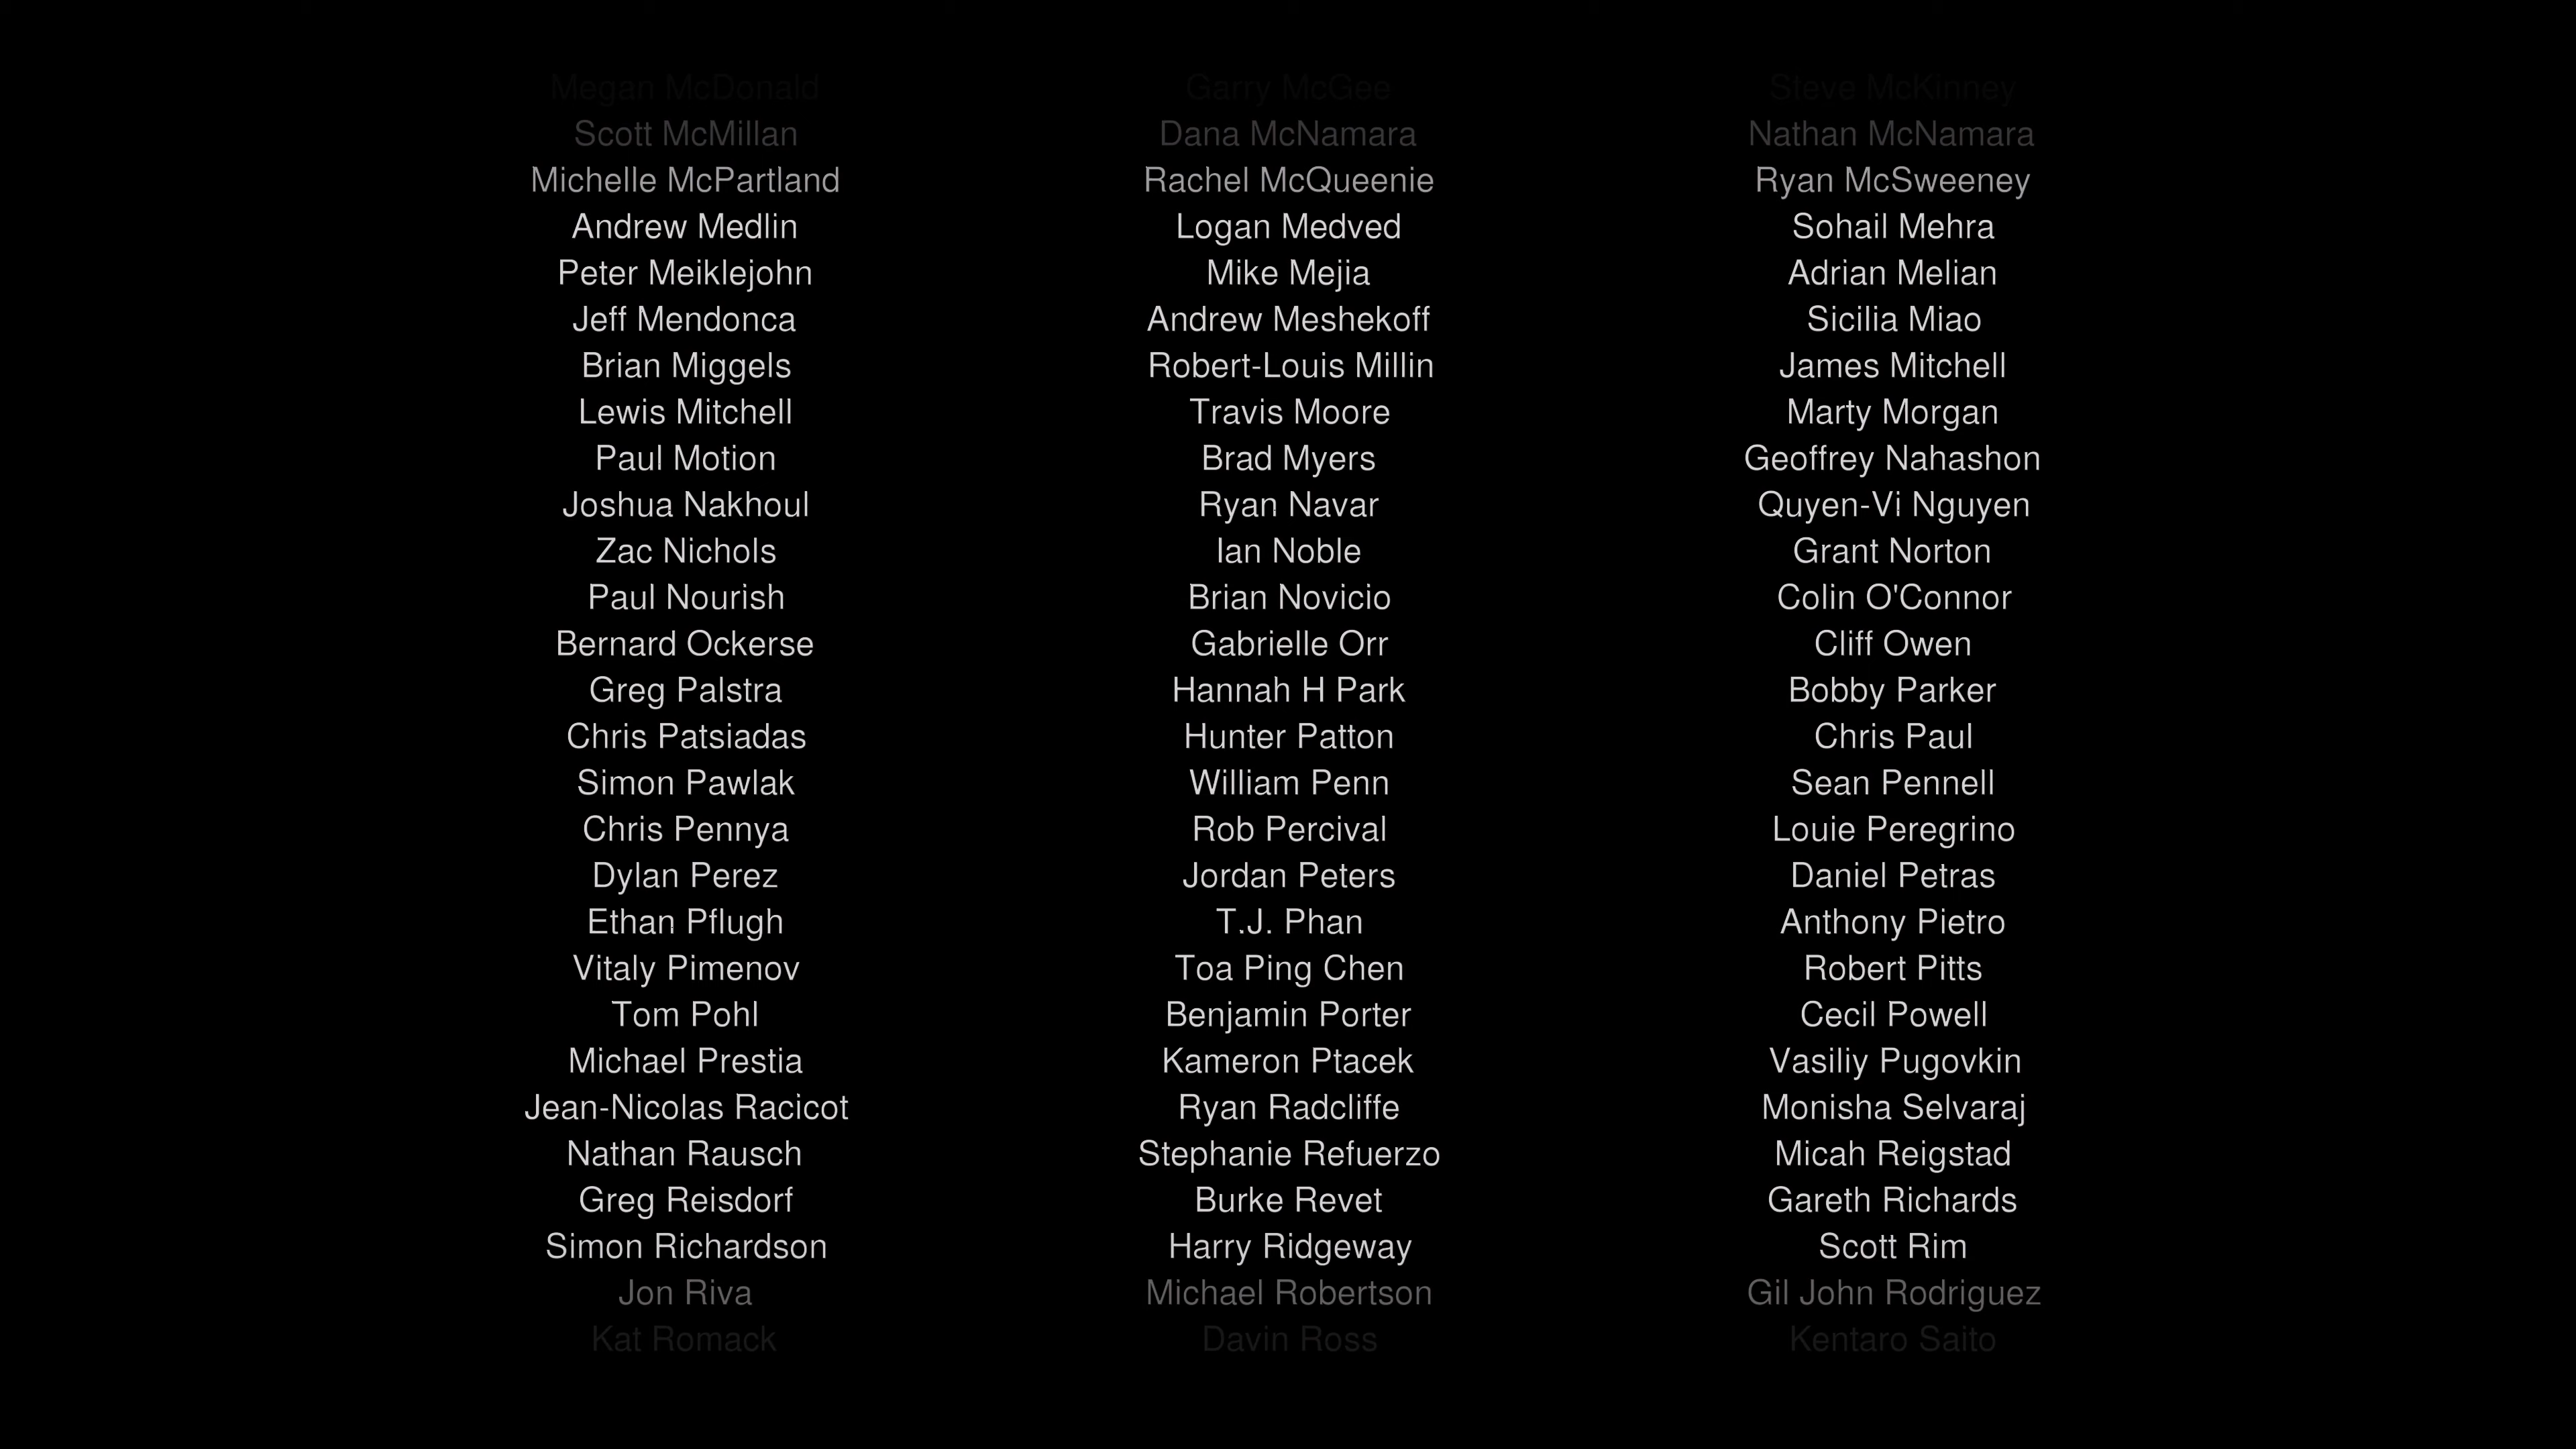 Megan McDonald Garry McGee Steve McKinney
Scott McMillan Dana McNamara Nathan McNamara
Michelle McPartland Rachel McQueenie Ryan McSweeney
Andrew Medlin Logan Medved Sohail Mehra
Peter Meiklejohn Mike Mejia Adrian Melian
Jeff Mendonca Andrew Meshekoff Sicilia Miao
Brian Miggels Robert-Louis Millin James Mitchell
Lewis Mitchell Travis Moore Marty Morgan
Paul Motion Brad Myers Geoffrey Nahashon
Joshua Nakhoul Ryan Navar Quyen-Vi Nguyen
Zac Nichols Ian Noble Grant Norton
Paul Nourish Brian Novicio Colin O'Connor
Bernard Ockerse Gabrielle Orr Cliff Owen
Greg Palstra Hannah H Park Bobby Parker
Chris Patsiadas Hunter Patton Chris Paul
Simon Pawlak William Penn Sean Pennell
Chris Pennya Rob Percival Louie Peregrino
Dylan Perez Jordan Peters Daniel Petras
Ethan Pflugh T.J. Phan Anthony Pietro
Vitaly Pimenov Toa Ping Chen Robert Pitts
Tom Pohl Benjamin Porter Cecil Powell
Michael Prestia Kameron Ptacek Vasiliy Pugovkin
Jean-Nicolas Racicot Ryan Radcliffe Monisha Selvaraj
Nathan Rausch Stephanie Refuerzo Micah Reigstad
Greg Reisdorf Burke Revet Gareth Richards
Simon Richardson Harry Ridgeway Scott Rim
Jon Riva Michael Robertson Gil John Rodriguez
Kat Romack Davin Ross Kentaro Saito